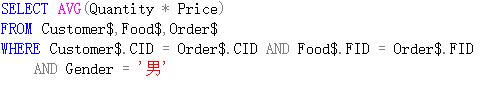 SELECT AVG(Quantity * Price)
FROM Customer$,Food$,Order$
WHERE Customer$.CID = Order$.CID AND Food$.FID = Order$.FID
AND Gender = '男'